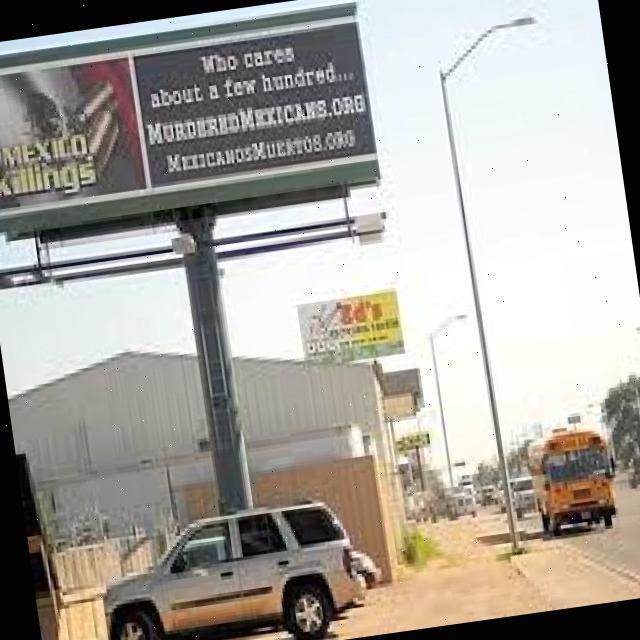 Who cares
about a few hundred...
MurderedMexicans.org
MexicanosMuertos.org
mexico
killings
Ed's